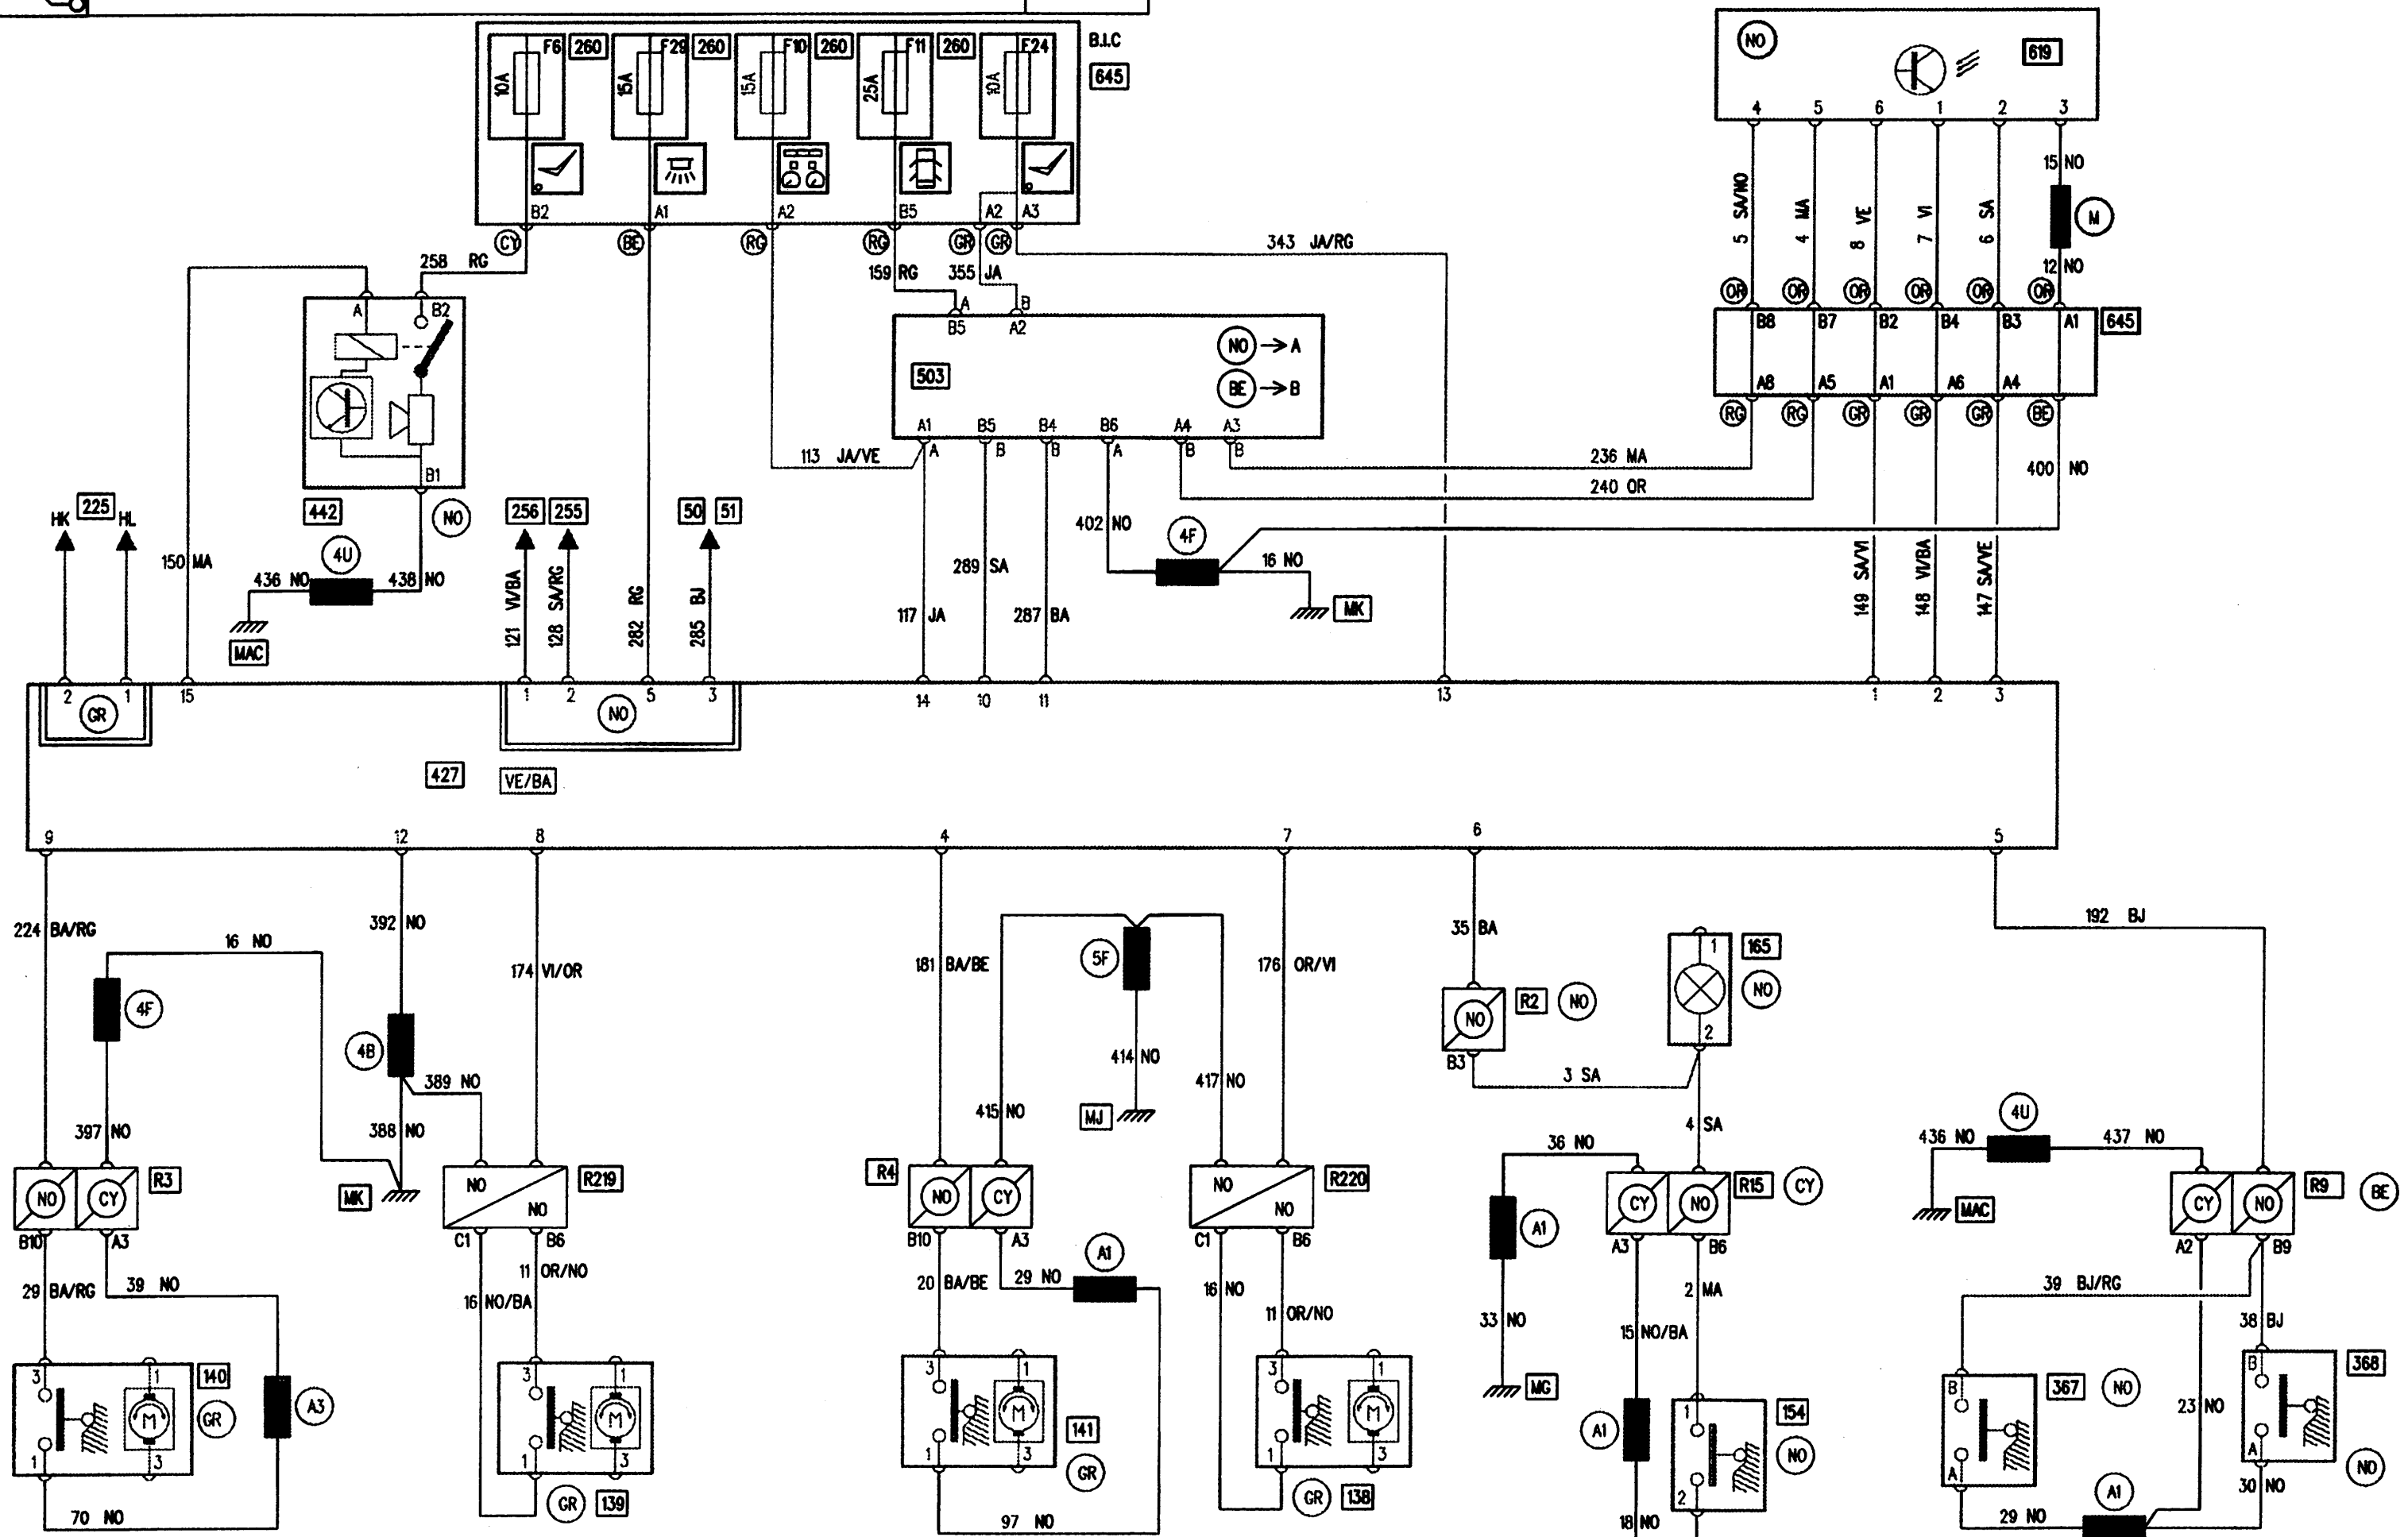 F6 260 F29 260 F10 260 F11 260 F24 B.I.C
10A 15A 15A 25A 10A
645
B2 A1 A2 B5 A2 A3
CY BE RG RG GR GR
NO 619
4 5 6 1 2 3
15 NO
5 SA/NO 4 MA 8 VE 7 VI 6 SA
M
12 NO
OR OR OR OR OR OR
B8 B7 B2 B4 B3 A1 645
A8 A5 A1 A6 A4
RG RG GR GR GR BE
258 RG
159 RG 355 JA 343 JA/RG
A B2
B1
442 NO
A B
B5 A2
NO A
503
BE B
A1 B5 B4 B6 A4 A3
A B B A B B
113 JA/VE
236 MA
240 OR
400 NO
HK 225 HL
256 255 50 51
150 MA
4U
436 NO 438 NO
MAC
121 VI/BA 128 SA/RG 282 RG 285 BJ
117 JA 289 SA 287 BA
402 NO
4F
16 NO
MK
149 SA/VI 148 VI/BA 147 SA/VE
2 1 15 1 2 5 3 14 10 11 13 1 2 3
GR NO
427 VE/BA
9 12 8 4 7 6 5
224 BA/RG
16 NO
392 NO
174 VI/OR
181 BA/BE
5F
176 OR/VI
35 BA
1 165
NO
192 BJ
4F
4B
389 NO
397 NO
388 NO
414 NO
415 NO
417 NO
MJ
NO R2 NO
B3
2
3 SA
4 SA
36 NO
4U
436 NO 437 NO
NO CY R3
MK
NO NO R219
R4 NO CY
NO NO R220
CY NO R15 CY
MAC
CY NO R9 BE
B10 A3 C1 B6 B10 A3 C1 B6 A3 B6 A2 B9
A1
A1
29 BA/RG 39 NO
16 NO/BA 11 OR/NO
20 BA/BE 29 NO
16 NO 11 OR/NO
33 NO
15 NO/BA 2 MA
39 BJ/RG
38 BJ
MG
3 1 140
M
1 3
GR
A3
3 1
M
1 3
GR 139
3 1
M
1 3
141
GR
3 1
M
1 3
GR 138
A1
1 154
NO
2
B 367 NO
A
23 NO
B 368
A
NO
30 NO
A1
70 NO
97 NO
18 NO
29 NO